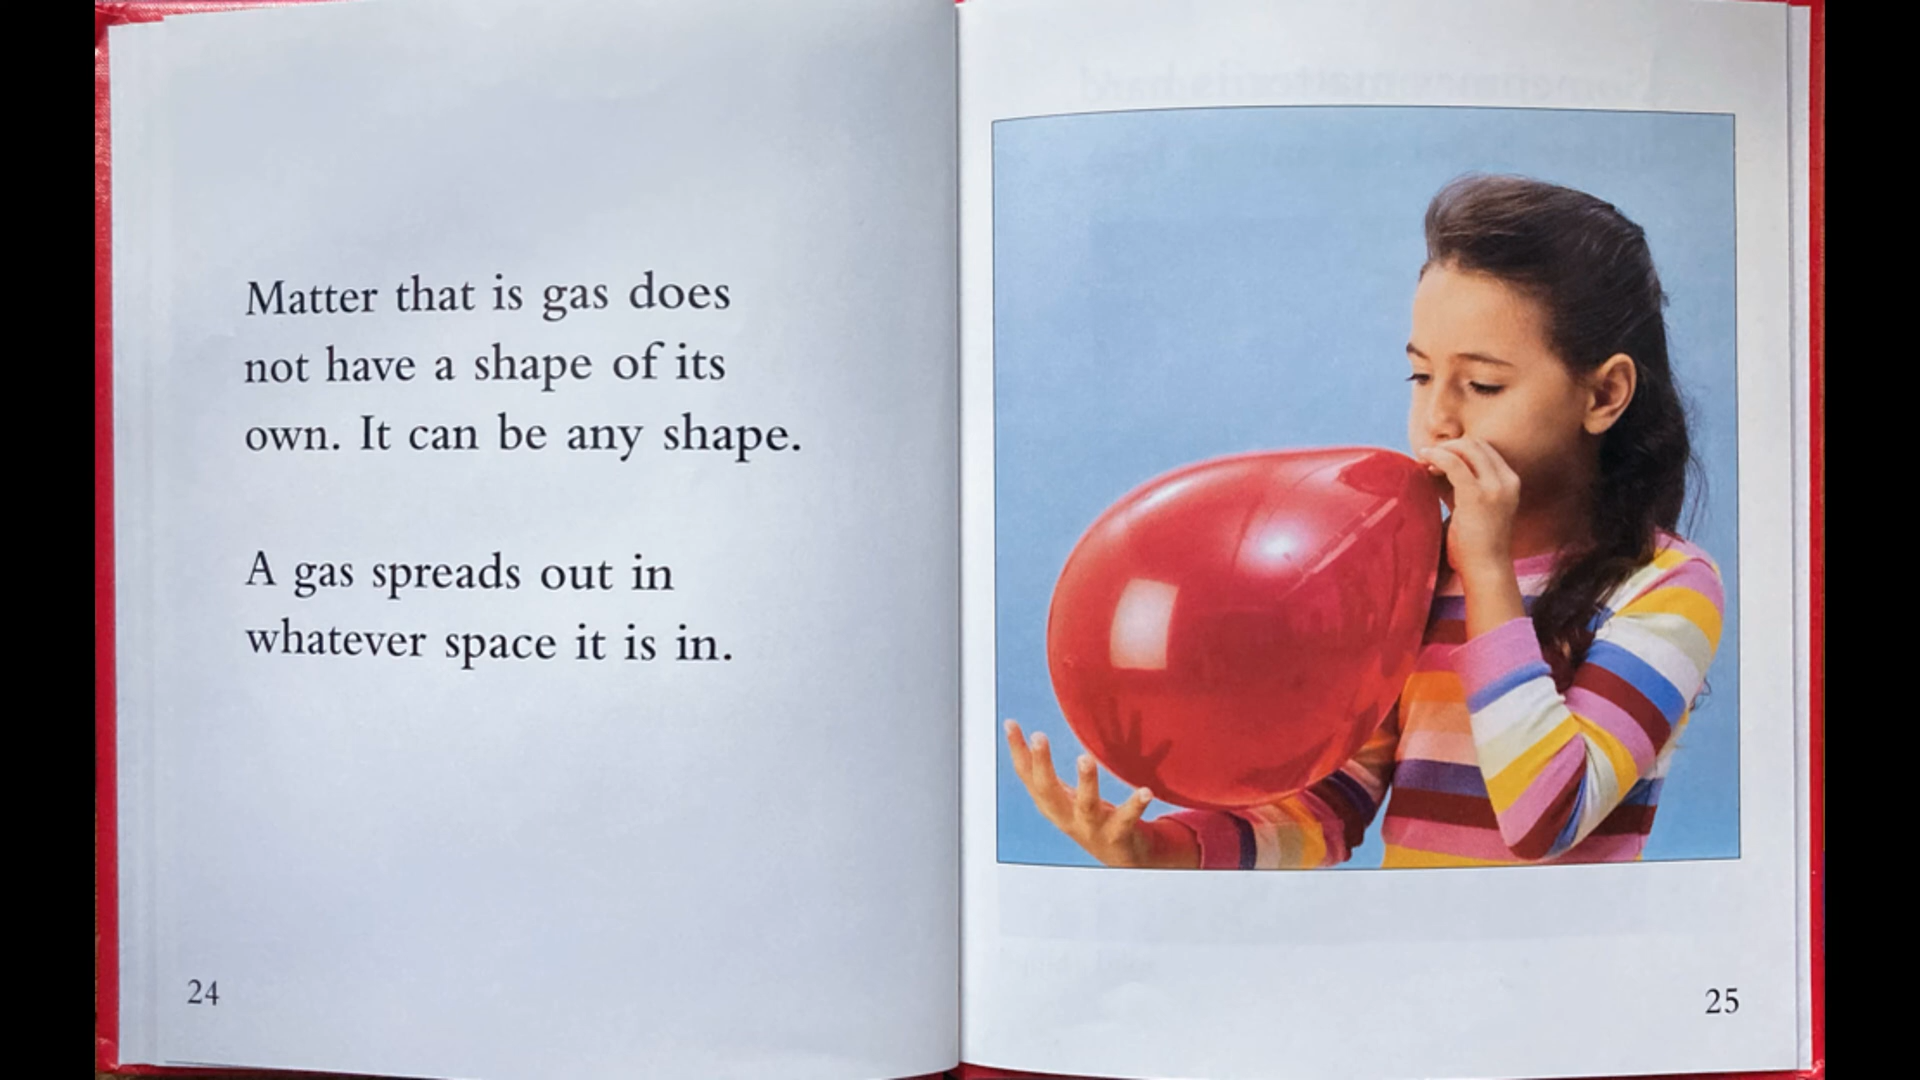 Matter that is gas does
not have a shape of its
own. It can be any shape.
A gas spreads out in
whatever space it is in.
24
25